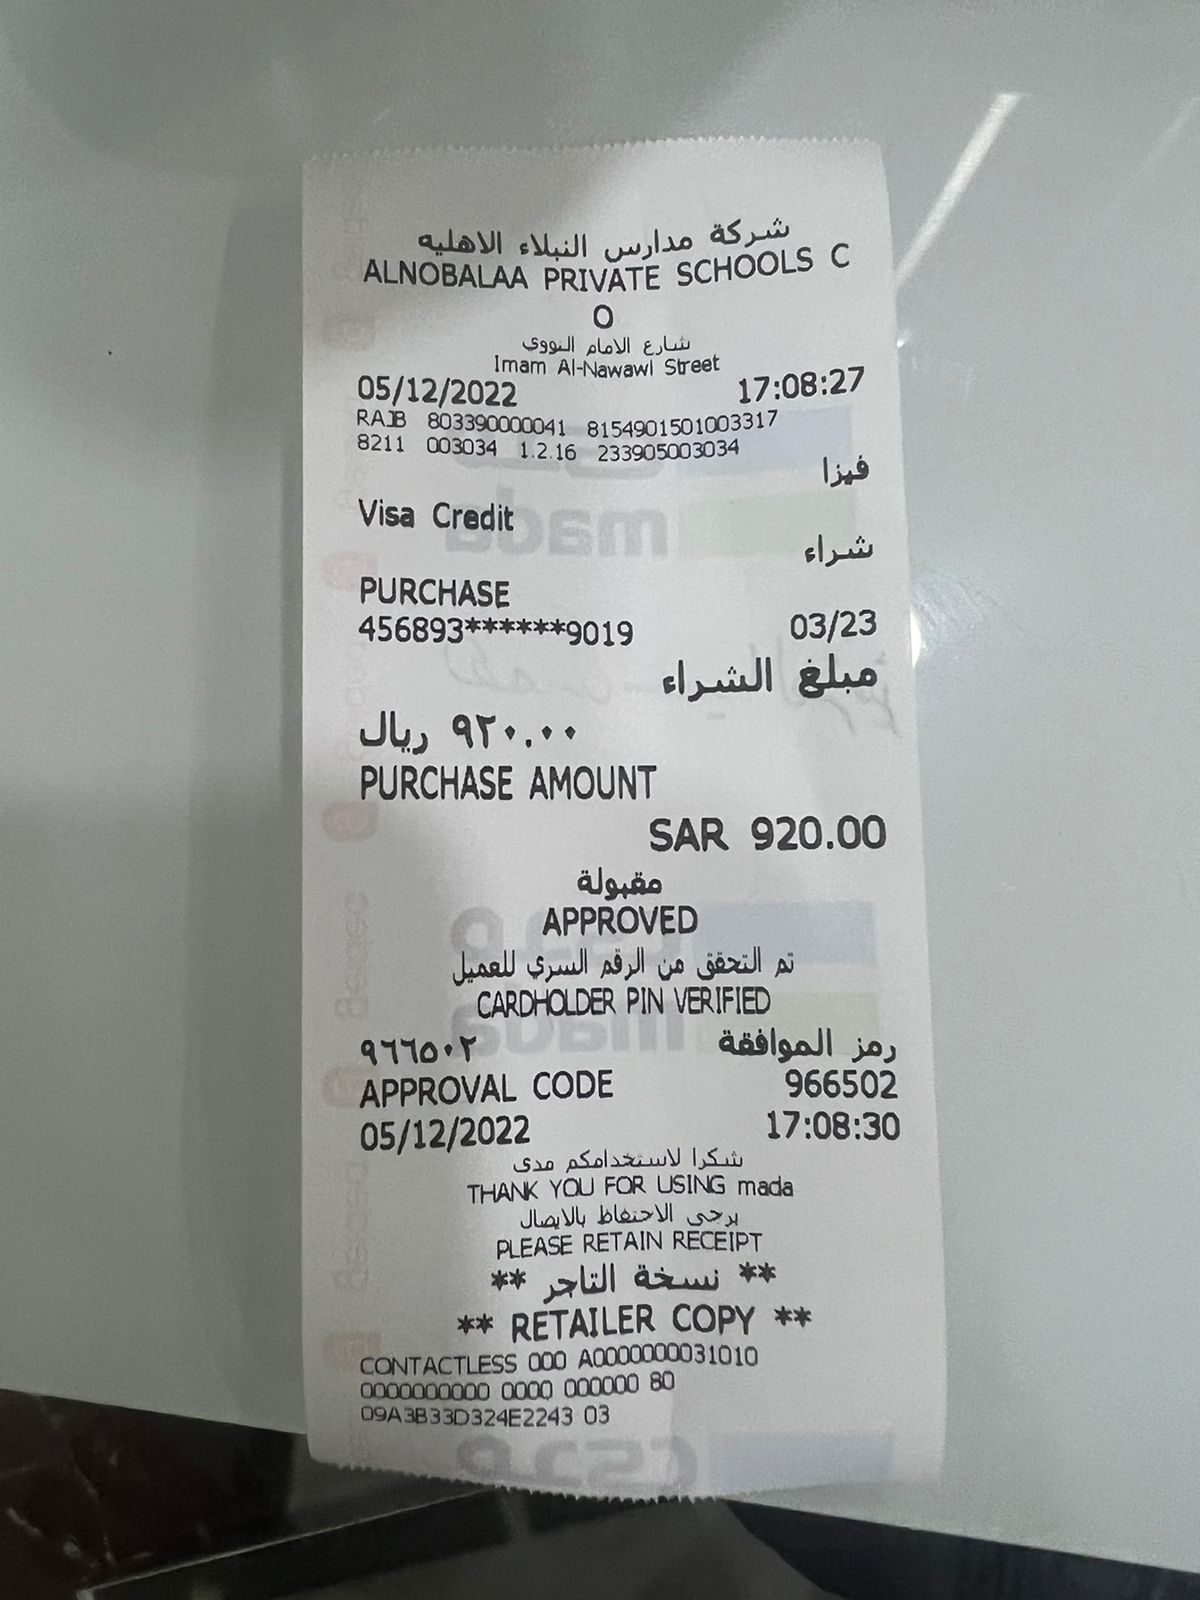 شركة مدارس النبلاء الاهليه
ALNOBALAA PRIVATE SCHOOLS C
O
شارع الامام النووي
Imam Al-Nawawi Street
05/12/2022 17:08:27
RAJB 803390000041 8154901501003317
8211 003034 1.2.16 233905003034
فيزا
Visa Credit
شراء
PURCHASE
456893******9019 03/23
مبلغ الشراء
٩٢٠.٠٠ ريال
PURCHASE AMOUNT
SAR 920.00
مقبولة
APPROVED
تم التحقق من الرقم السري للعميل
CARDHOLDER PIN VERIFIED
رمز الموافقة ٩٦٦٥٠٢
APPROVAL CODE 966502
05/12/2022 17:08:30
شكرا لاستخدامكم مدى
THANK YOU FOR USING mada
يرجى الاحتفاظ بالايصال
PLEASE RETAIN RECEIPT
** نسخة التاجر **
** RETAILER COPY **
CONTACTLESS 000 A0000000031010
0000000000 0000 000000 80
09A3B33D324E2243 03